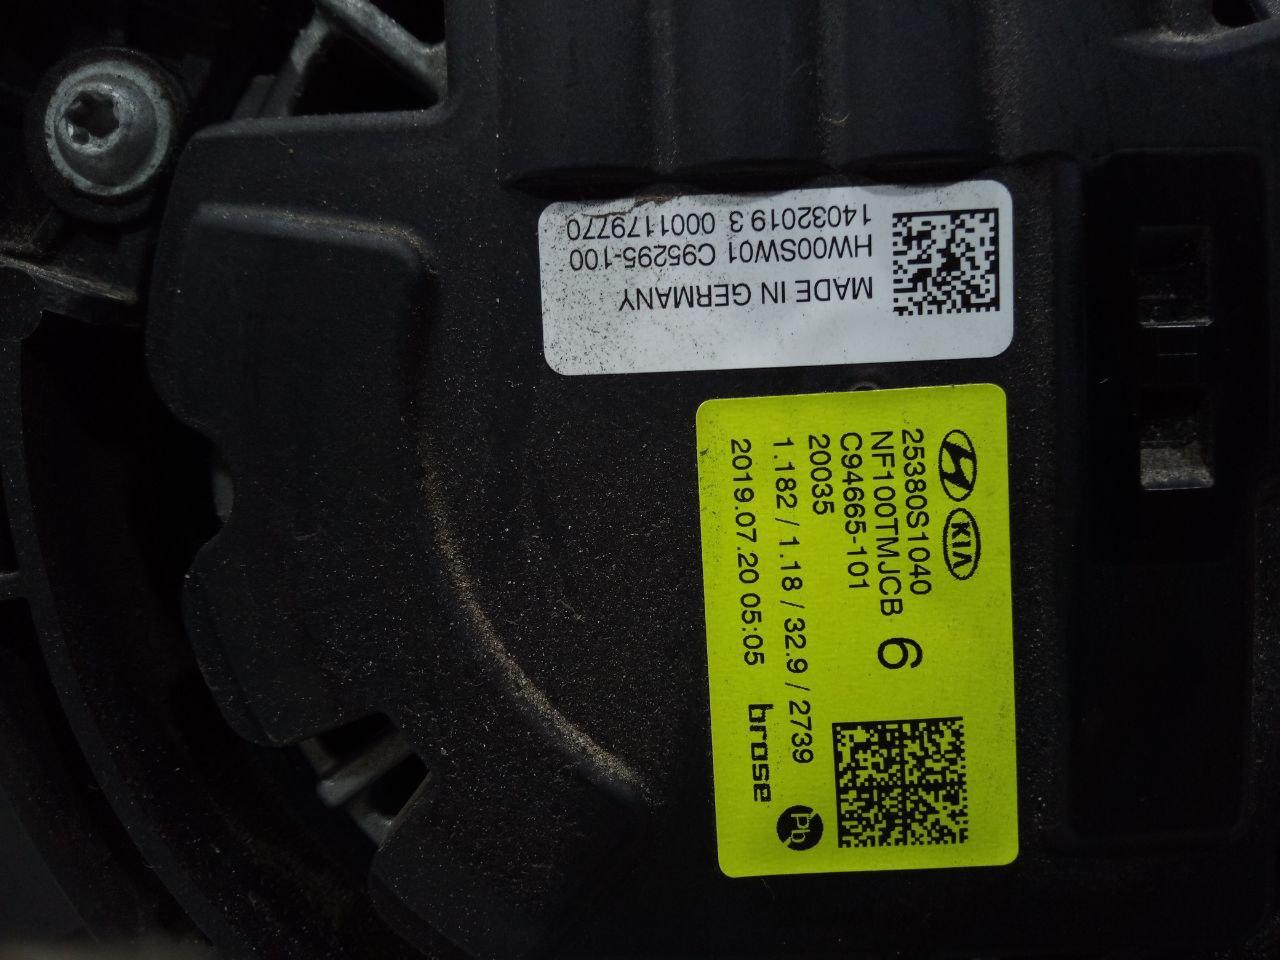 MADE IN GERMANY
HW00SW01 C95295-100
14032019 3 0001179770
KIA
25380S1040
NF100TMJCB 6
C94665-101
20035
1.182 / 1.18 / 32.9 / 2739
2019.07.20 05:05 brose
Pb